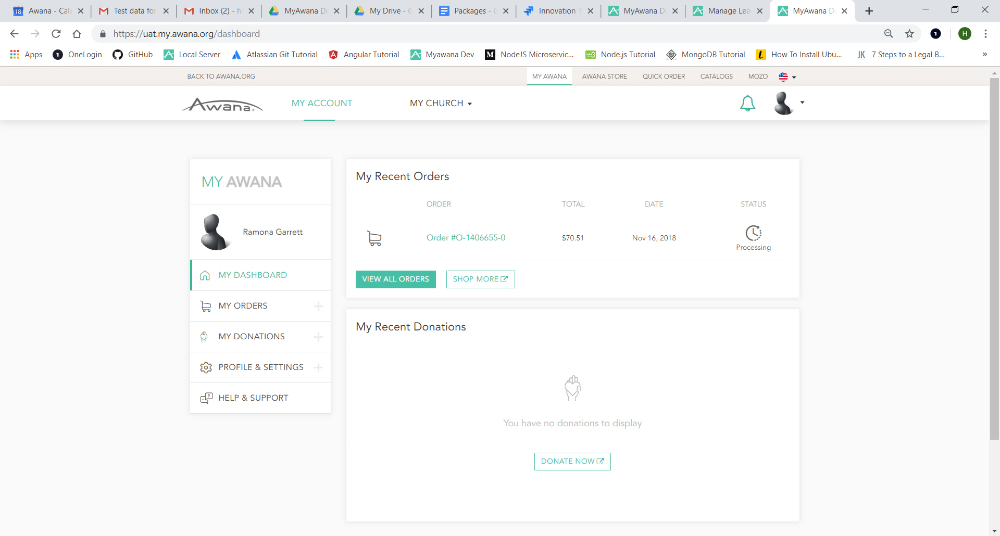 18 Awana - Cale
Test data for
Inbox (2) - h
MyAwana D
My Drive - G
Packages - G
Innovation T
MyAwana D
Manage Lea
MyAwana D
https://uat.my.awana.org/dashboard
1
H
Apps
1 OneLogin
GitHub
Local Server
Atlassian Git Tutorial
Angular Tutorial
Myawana Dev
NodeJS Microservic...
Node.js Tutorial
MongoDB Tutorial
How To Install Ubu...
JK 7 Steps to a Legal B...
»
BACK TO AWANA.ORG
MY AWANA
AWANA STORE
QUICK ORDER
CATALOGS
MOZO
Awana®
MY ACCOUNT
MY CHURCH
MY AWANA
Ramona Garrett
MY DASHBOARD
MY ORDERS
MY DONATIONS
PROFILE & SETTINGS
HELP & SUPPORT
My Recent Orders
ORDER TOTAL DATE STATUS
Order #O-1406655-0 $70.51 Nov 16, 2018 Processing
VIEW ALL ORDERS
SHOP MORE
My Recent Donations
You have no donations to display
DONATE NOW